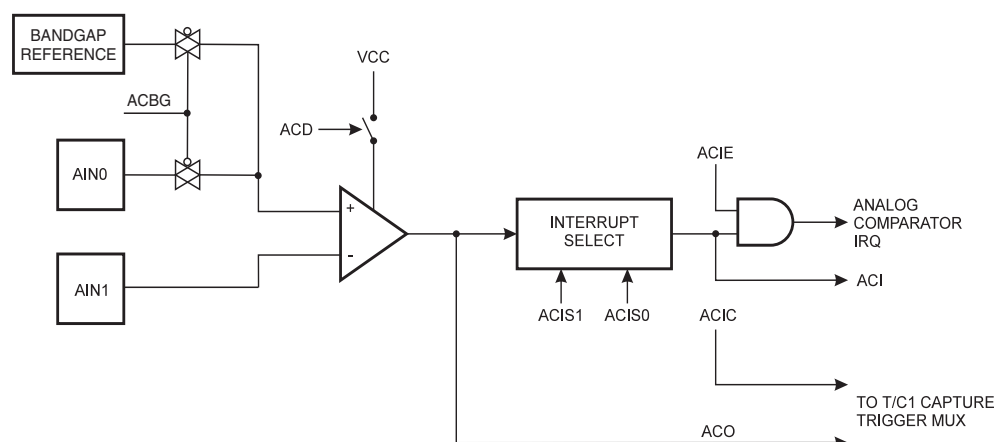 BANDGAP
REFERENCE
VCC
ACBG
ACD
ACIE
AIN0
+
-
INTERRUPT
SELECT
ANALOG
COMPARATOR
IRQ
AIN1
ACI
ACIS1
ACIS0
ACIC
TO T/C1 CAPTURE
TRIGGER MUX
ACO